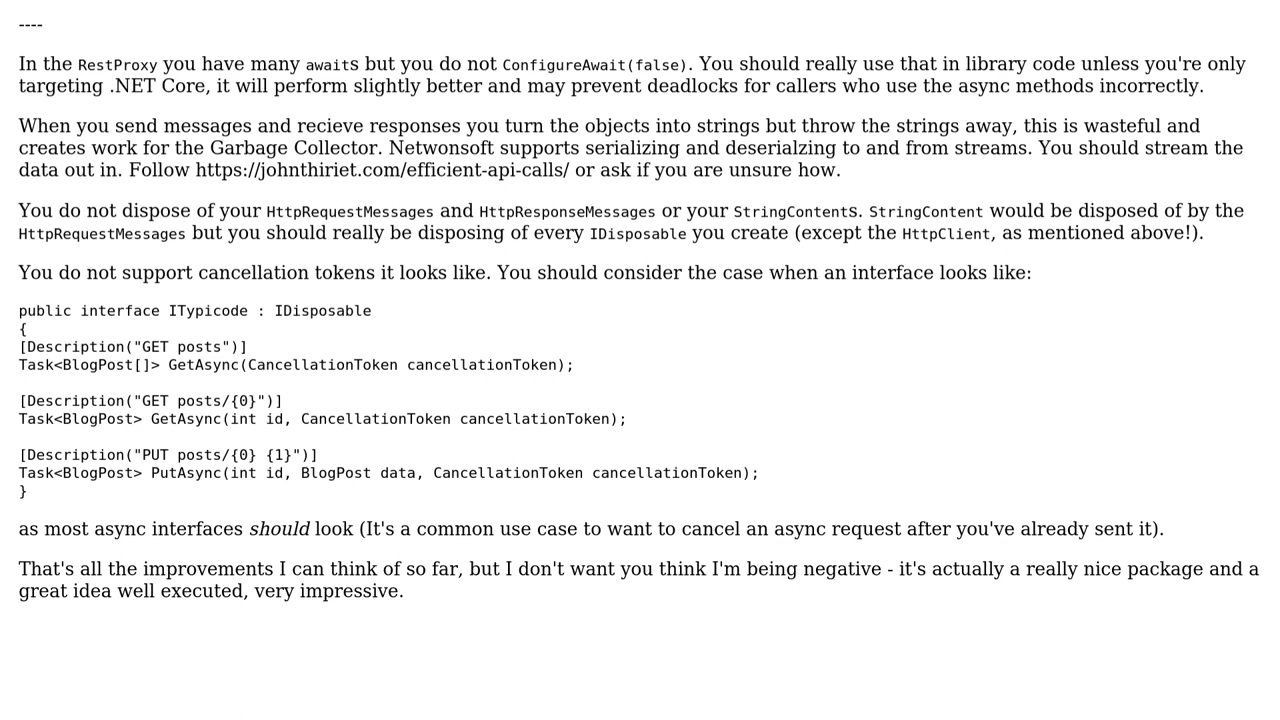 ----
In the RestProxy you have many awaits but you do not ConfigureAwait(false). You should really use that in library code unless you're only
targeting .NET Core, it will perform slightly better and may prevent deadlocks for callers who use the async methods incorrectly.
When you send messages and recieve responses you turn the objects into strings but throw the strings away, this is wasteful and
creates work for the Garbage Collector. Netwonsoft supports serializing and deserialzing to and from streams. You should stream the
data out in. Follow https://johnthiriet.com/efficient-api-calls/ or ask if you are unsure how.
You do not dispose of your HttpRequestMessages and HttpResponseMessages or your StringContents. StringContent would be disposed of by the
HttpRequestMessages but you should really be disposing of every IDisposable you create (except the HttpClient, as mentioned above!).
You do not support cancellation tokens it looks like. You should consider the case when an interface looks like:
public interface ITypicode : IDisposable
{
[Description("GET posts")]
Task<BlogPost[]> GetAsync(CancellationToken cancellationToken);
[Description("GET posts/{0}")]
Task<BlogPost> GetAsync(int id, CancellationToken cancellationToken);
[Description("PUT posts/{0} {1}")]
Task<BlogPost> PutAsync(int id, BlogPost data, CancellationToken cancellationToken);
}
as most async interfaces should look (It's a common use case to want to cancel an async request after you've already sent it).
That's all the improvements I can think of so far, but I don't want you think I'm being negative - it's actually a really nice package and a
great idea well executed, very impressive.